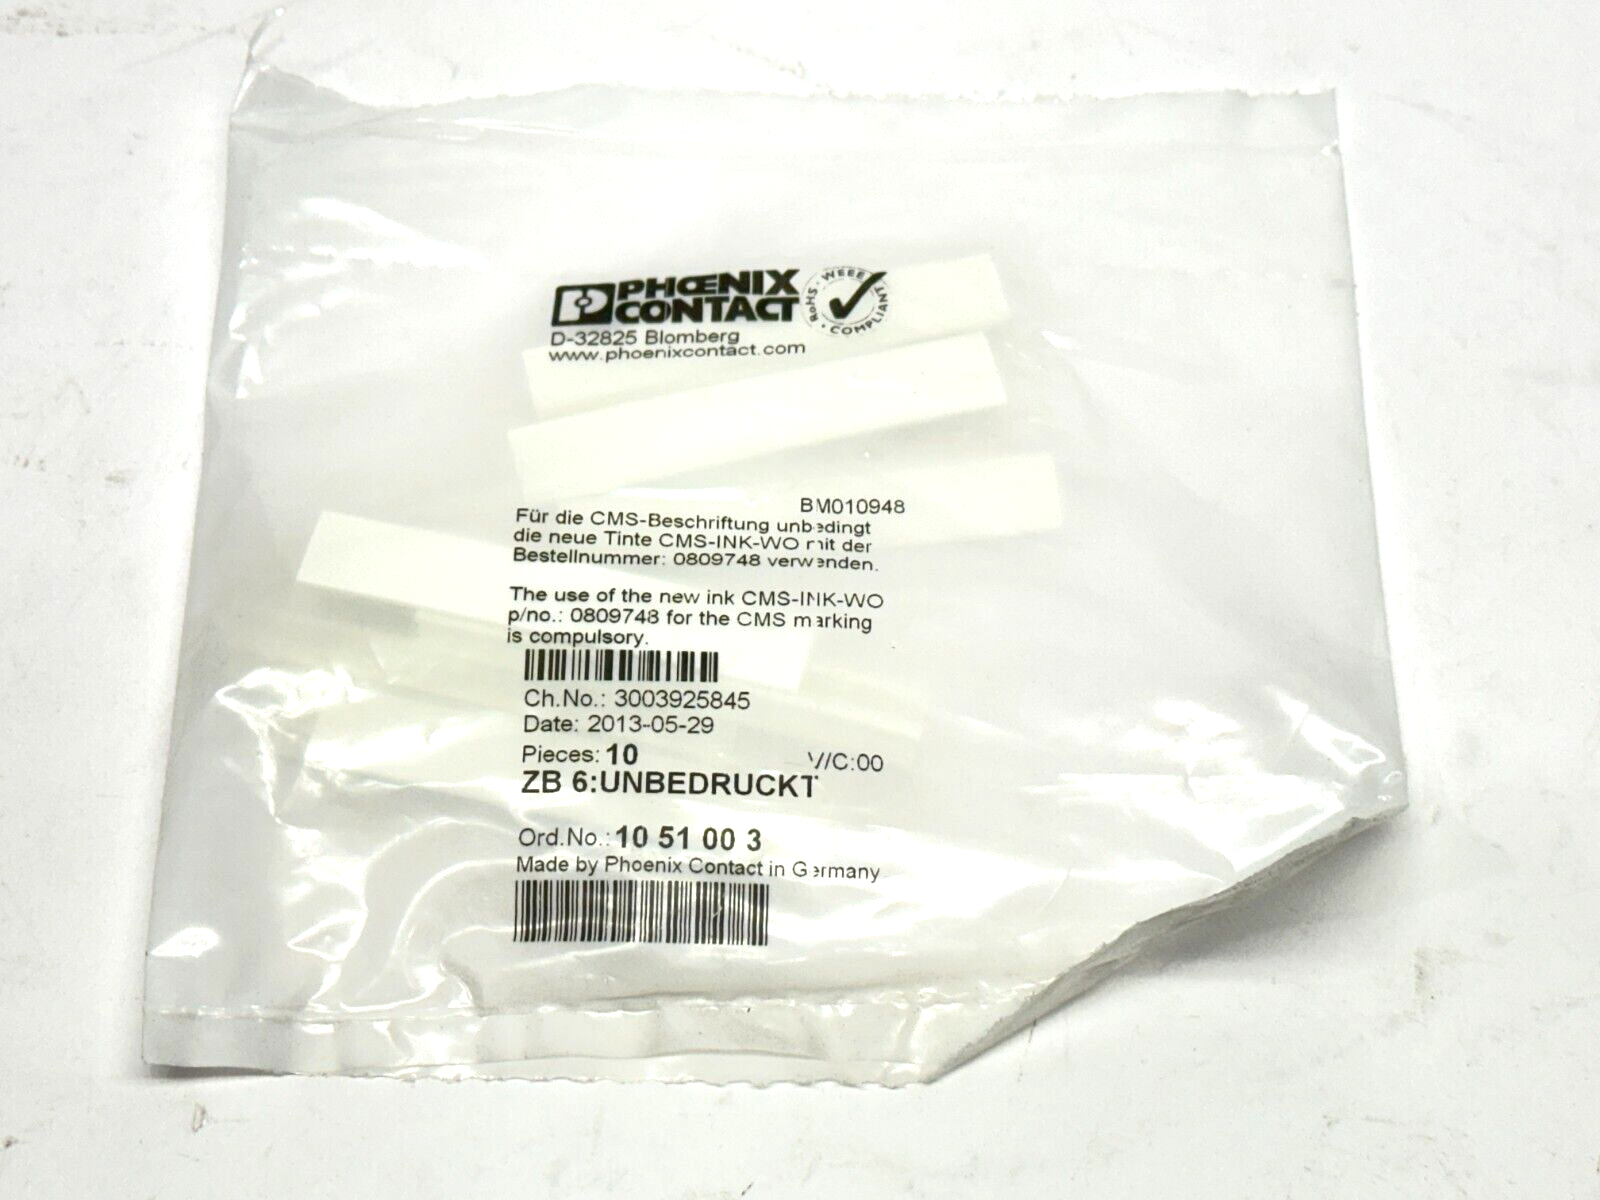 PHŒNIX
CONTACT
RoHS · WEEE · COMPLIANT
D-32825 Blomberg
www.phoenixcontact.com
BM010948
Für die CMS-Beschriftung unbedingt
die neue Tinte CMS-INK-WO mit der
Bestellnummer: 0809748 verwenden.
The use of the new ink CMS-INK-WO
p/no.: 0809748 for the CMS marking
is compulsory.
Ch.No.: 3003925845
Date: 2013-05-29
Pieces: 10 V/C:00
ZB 6:UNBEDRUCKT
Ord.No.: 10 51 00 3
Made by Phoenix Contact in Germany